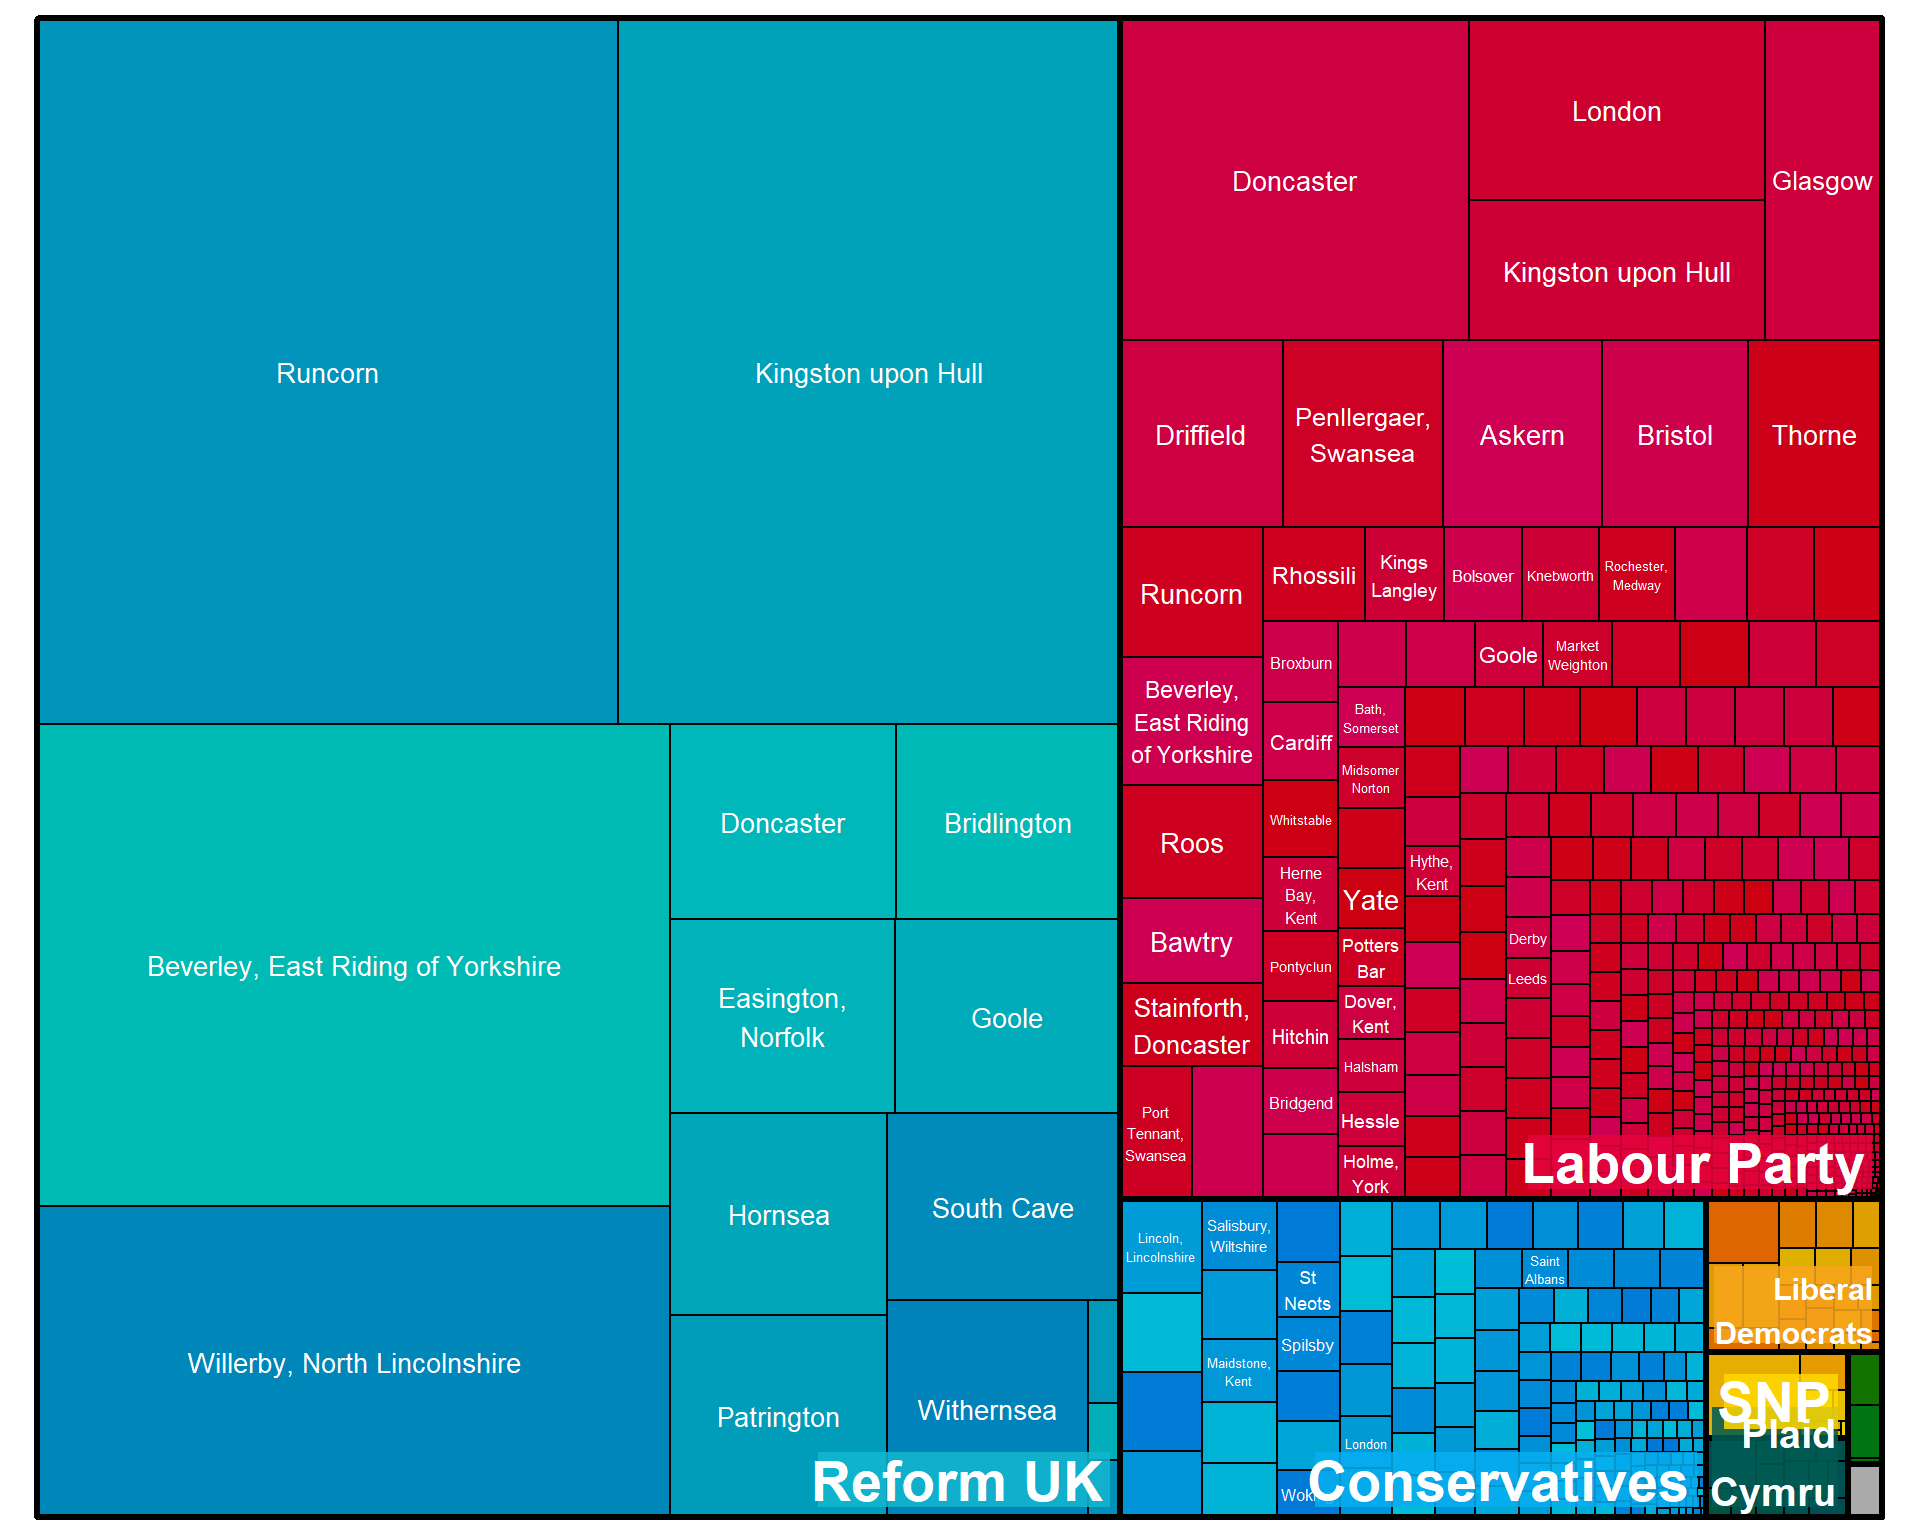 Runcorn
Kingston upon Hull
Beverley, East Riding of Yorkshire
Willerby, North Lincolnshire
Doncaster
Bridlington
Easington,
Norfolk
Goole
Hornsea
South Cave
Patrington
Withernsea
Reform UK
Doncaster
London
Kingston upon Hull
Glasgow
Driffield
Penllergaer,
Swansea
Askern
Bristol
Thorne
Runcorn
Rhossili
Kings
Langley
Bolsover
Knebworth
Rochester,
Medway
Broxburn
Goole
Market
Weighton
Beverley,
East Riding
of Yorkshire
Cardiff
Bath,
Somerset
Midsomer
Norton
Roos
Whitstable
Herne
Bay,
Kent
Hythe,
Kent
Yate
Bawtry
Potters
Bar
Derby
Leeds
Pontyclun
Stainforth,
Doncaster
Hitchin
Dover,
Kent
Halsham
Port
Tennant,
Swansea
Bridgend
Hessle
Holme,
York
Labour Party
Lincoln,
Lincolnshire
Salisbury,
Wiltshire
St
Neots
Spilsby
Maidstone,
Kent
Saint
Albans
London
Conservatives
Liberal
Democrats
SNP
Plaid
Cymru